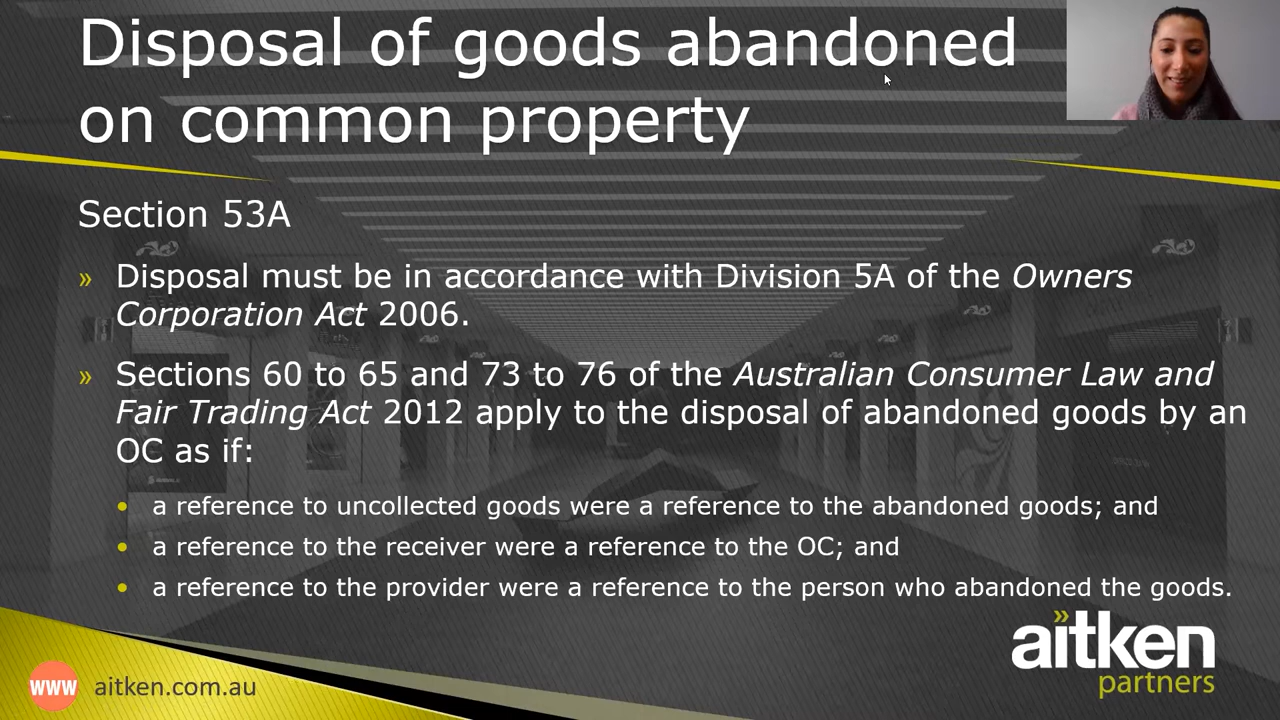 Disposal of goods abandoned
on common property
Section 53A
» Disposal must be in accordance with Division 5A of the Owners
Corporation Act 2006.
» Sections 60 to 65 and 73 to 76 of the Australian Consumer Law and
Fair Trading Act 2012 apply to the disposal of abandoned goods by an
OC as if:
• a reference to uncollected goods were a reference to the abandoned goods; and
• a reference to the receiver were a reference to the OC; and
• a reference to the provider were a reference to the person who abandoned the goods.
aitken
partners
www aitken.com.au